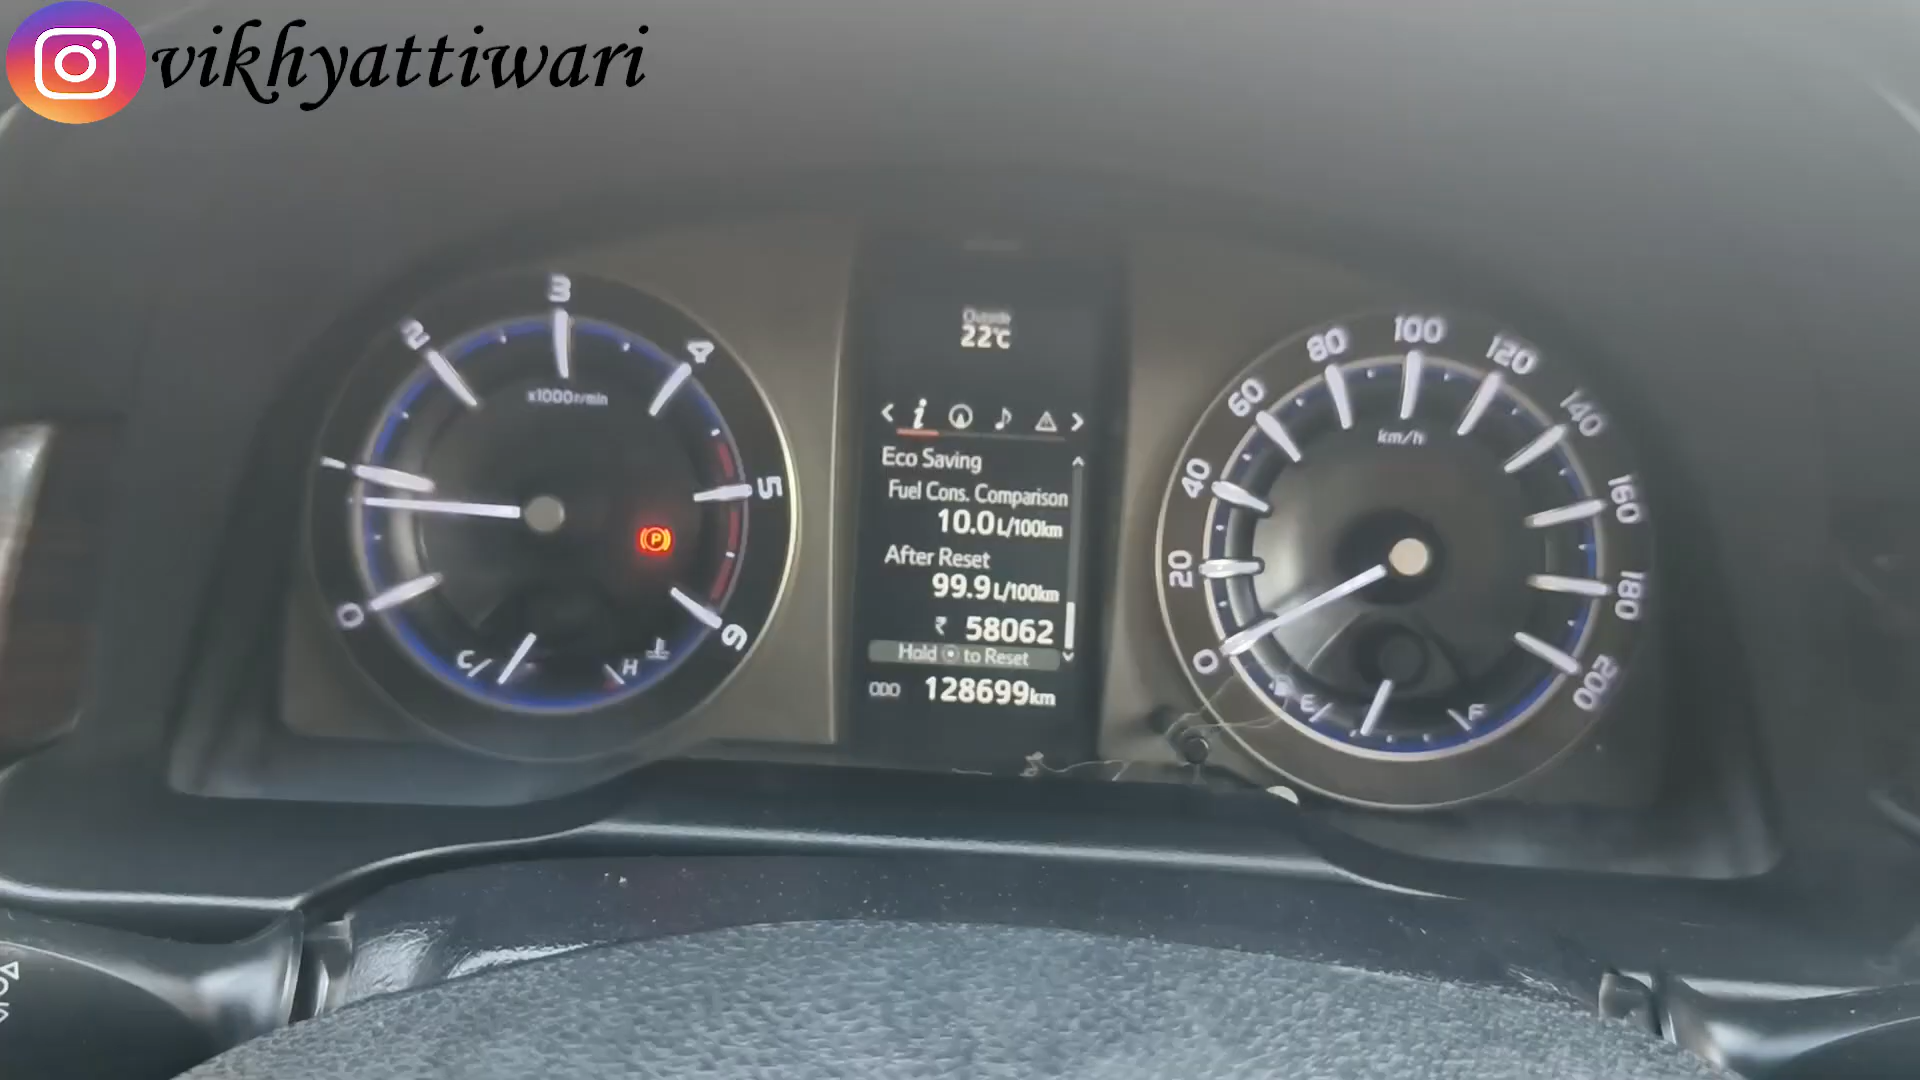 vikhyattiwari
Outside
22°C
i
Eco Saving
Fuel Cons. Comparison
10.0 L/100km
After Reset
99.9 L/100km
₹ 58062
Hold ⊙ to Reset
ODO 128699 km
0
1
2
3
4
5
6
x1000r/min
P
C
H
0
20
40
60
80
100
120
140
160
180
200
km/h
E
F